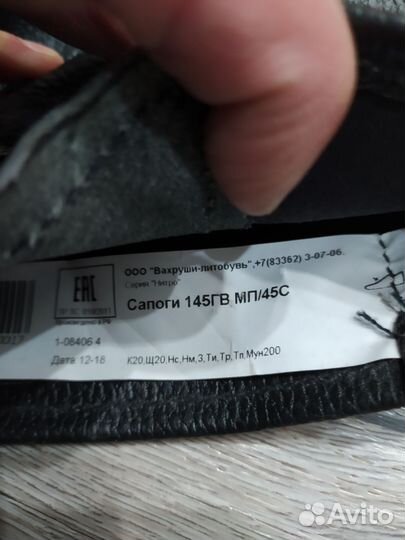 ООО "Вахруши-литобувь",+7(83362) 3-07-06.
Серия "Нитро"
EAC
Сапоги 145ГВ МП/45С
1-08406 4
Дата 12-18
К20,Щ20,Нс,Нм,З,Ти,Тр,Тп,Мун200
Avito